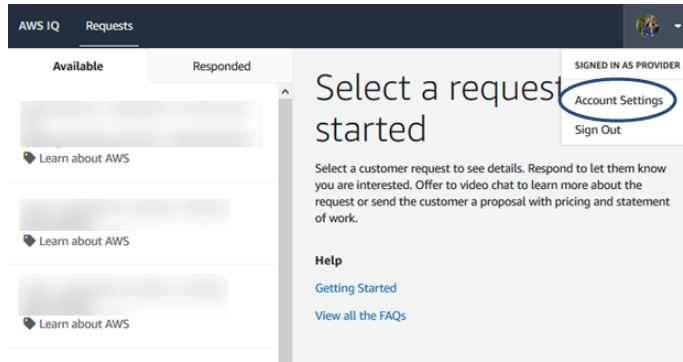 AWS IQ Requests
Available Responded
SIGNED IN AS PROVIDER
Account Settings
Sign Out
Learn about AWS
Learn about AWS
Learn about AWS
Select a request
started
Select a customer request to see details. Respond to let them know
you are interested. Offer to video chat to learn more about the
request or send the customer a proposal with pricing and statement
of work.
Help
Getting Started
View all the FAQs